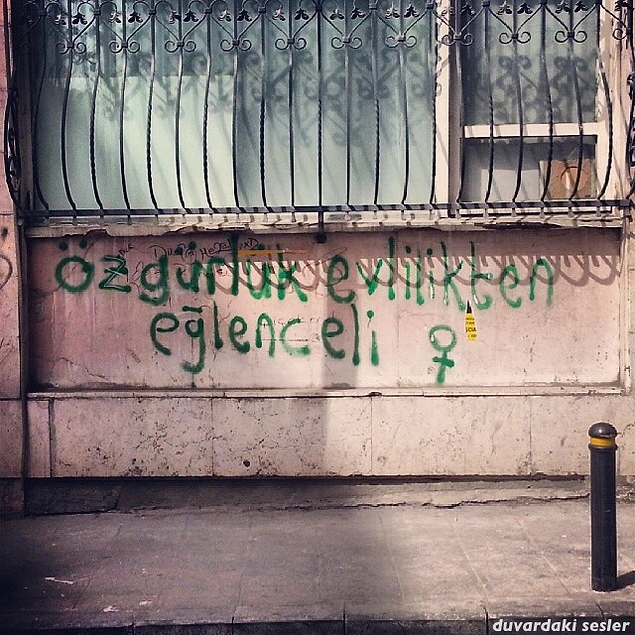 özgürlük evlilikten
eğlenceli ♀
duvardaki sesler